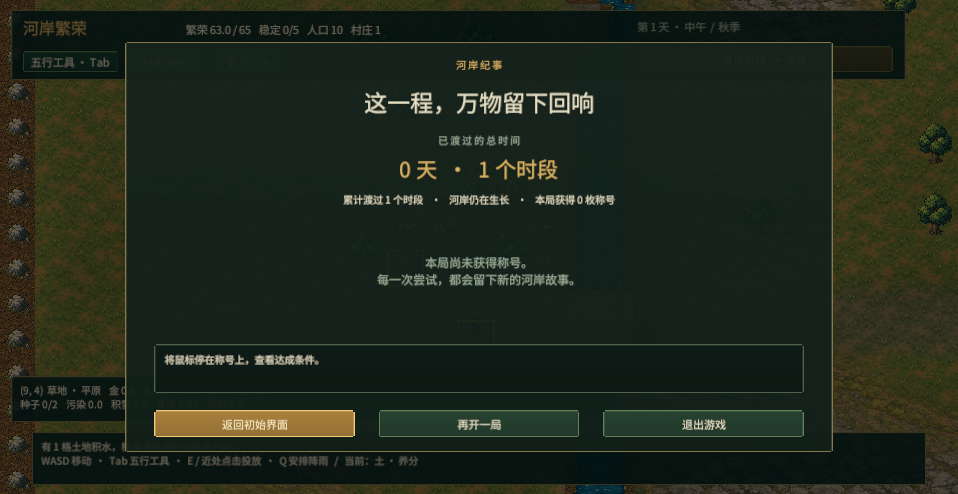 河岸繁荣
繁荣 63.0 / 65 稳定 0/5 人口 10 村庄 1
第 1 天 · 中午 / 秋季
五行工具 · Tab
河岸纪事
这一程，万物留下回响
已渡过的总时间
0 天 · 1 个时段
累计渡过 1 个时段 · 河岸仍在生长 · 本局获得 0 枚称号
本局尚未获得称号。
每一次尝试，都会留下新的河岸故事。
将鼠标停在称号上，查看达成条件。
(9, 4) 草地 · 平原 金 0
种子 0/2 污染 0.0 积
返回初始界面
再开一局
退出游戏
有 1 格土地积水，
WASD 移动 · Tab 五行工具 · E / 近处点击投放 · Q 安排降雨 / 当前：土 · 养分